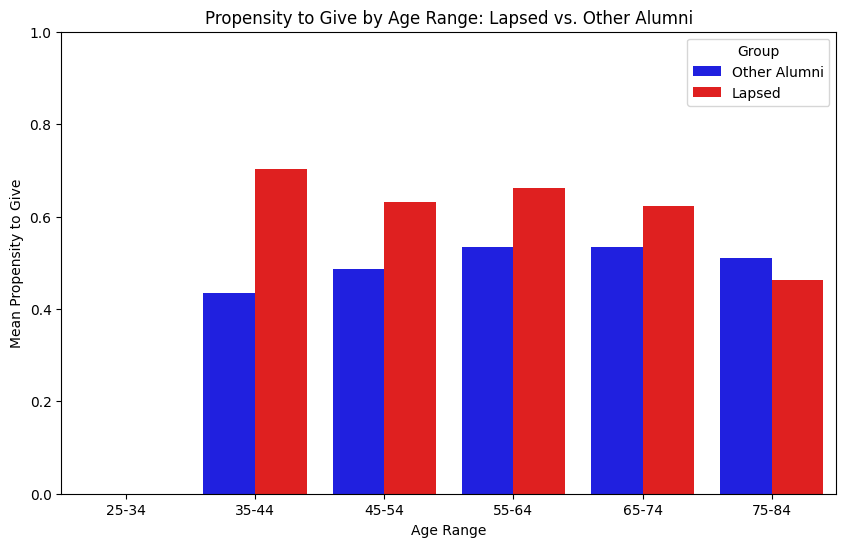 Propensity to Give by Age Range: Lapsed vs. Other Alumni
1.0
0.8
0.6
0.4
0.2
0.0
Mean Propensity to Give
Group
Other Alumni
Lapsed
25-34 35-44 45-54 55-64 65-74 75-84
Age Range